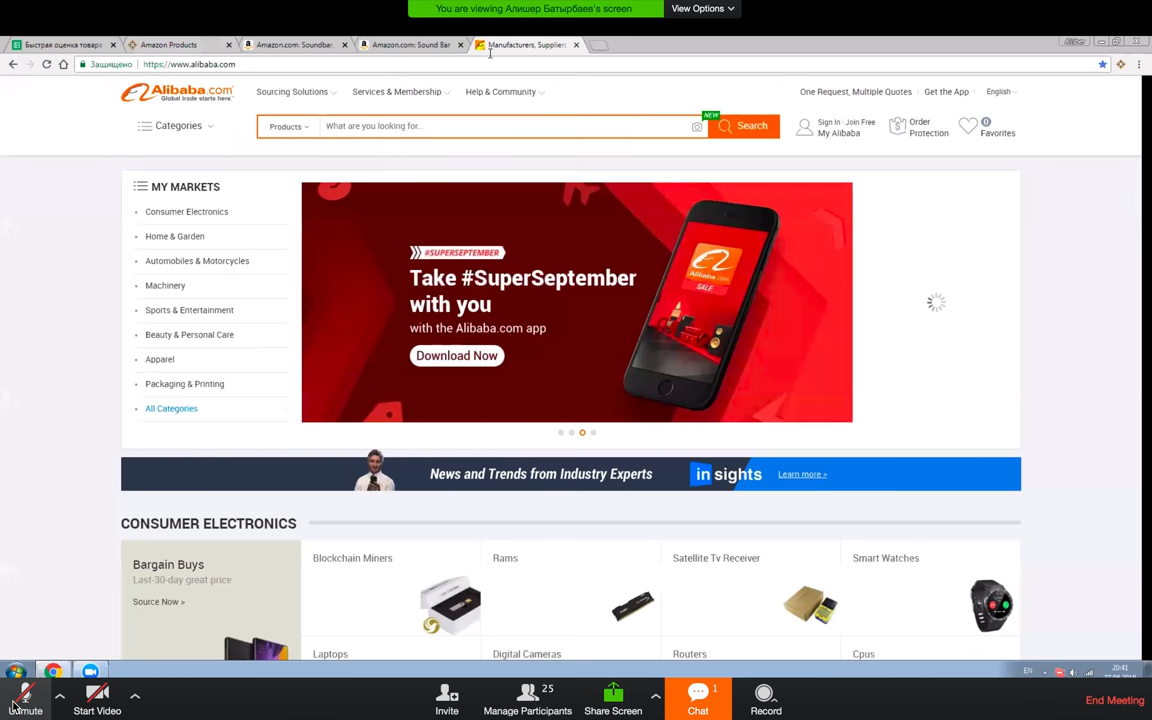 You are viewing Алишер Батырбаев's screen View Options
Быстрая оценка товара Amazon Products Amazon.com: Soundbar Amazon.com: Sound Bar Manufacturers, Suppliers
Защищено https://www.alibaba.com
Alibaba.com Sourcing Solutions Services & Membership Help & Community One Request, Multiple Quotes Get the App English
Global trade starts here.
Categories Products What are you looking for.. NEW Search Sign In Join Free My Alibaba Order Protection 0 Favorites
MY MARKETS
Consumer Electronics
Home & Garden
Automobiles & Motorcycles
Machinery
Sports & Entertainment
Beauty & Personal Care
Apparel
Packaging & Printing
All Categories
#SUPERSEPTEMBER
Take #SuperSeptember
with you
with the Alibaba.com app
Download Now
Alibaba.com
SALE
News and Trends from Industry Experts in sights Learn more >
CONSUMER ELECTRONICS
Bargain Buys
Last-30-day great price
Source Now >
Blockchain Miners Rams Satellite Tv Receiver Smart Watches
Laptops Digital Cameras Routers Cpus
EN 20:41
Unmute Start Video Invite 25 Manage Participants Share Screen 1 Chat Record End Meeting